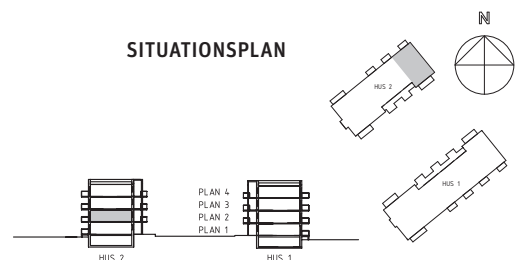 N
SITUATIONSPLAN
HUS 2
HUS 1
PLAN 4
PLAN 3
PLAN 2
PLAN 1
HUS 2
HUS 1